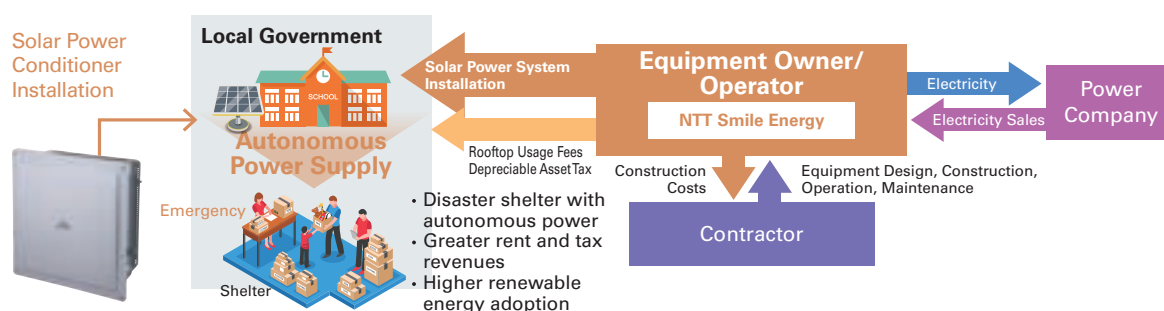 Solar Power
Conditioner
Installation
Local Government
SCHOOL
Autonomous
Power Supply
Emergency
Shelter
Solar Power System
Installation
Rooftop Usage Fees
Depreciable Asset Tax
• Disaster shelter with
autonomous power
• Greater rent and tax
revenues
• Higher renewable
energy adoption
Equipment Owner/
Operator
NTT Smile Energy
Construction
Costs
Equipment Design, Construction,
Operation, Maintenance
Contractor
Electricity
Electricity Sales
Power
Company